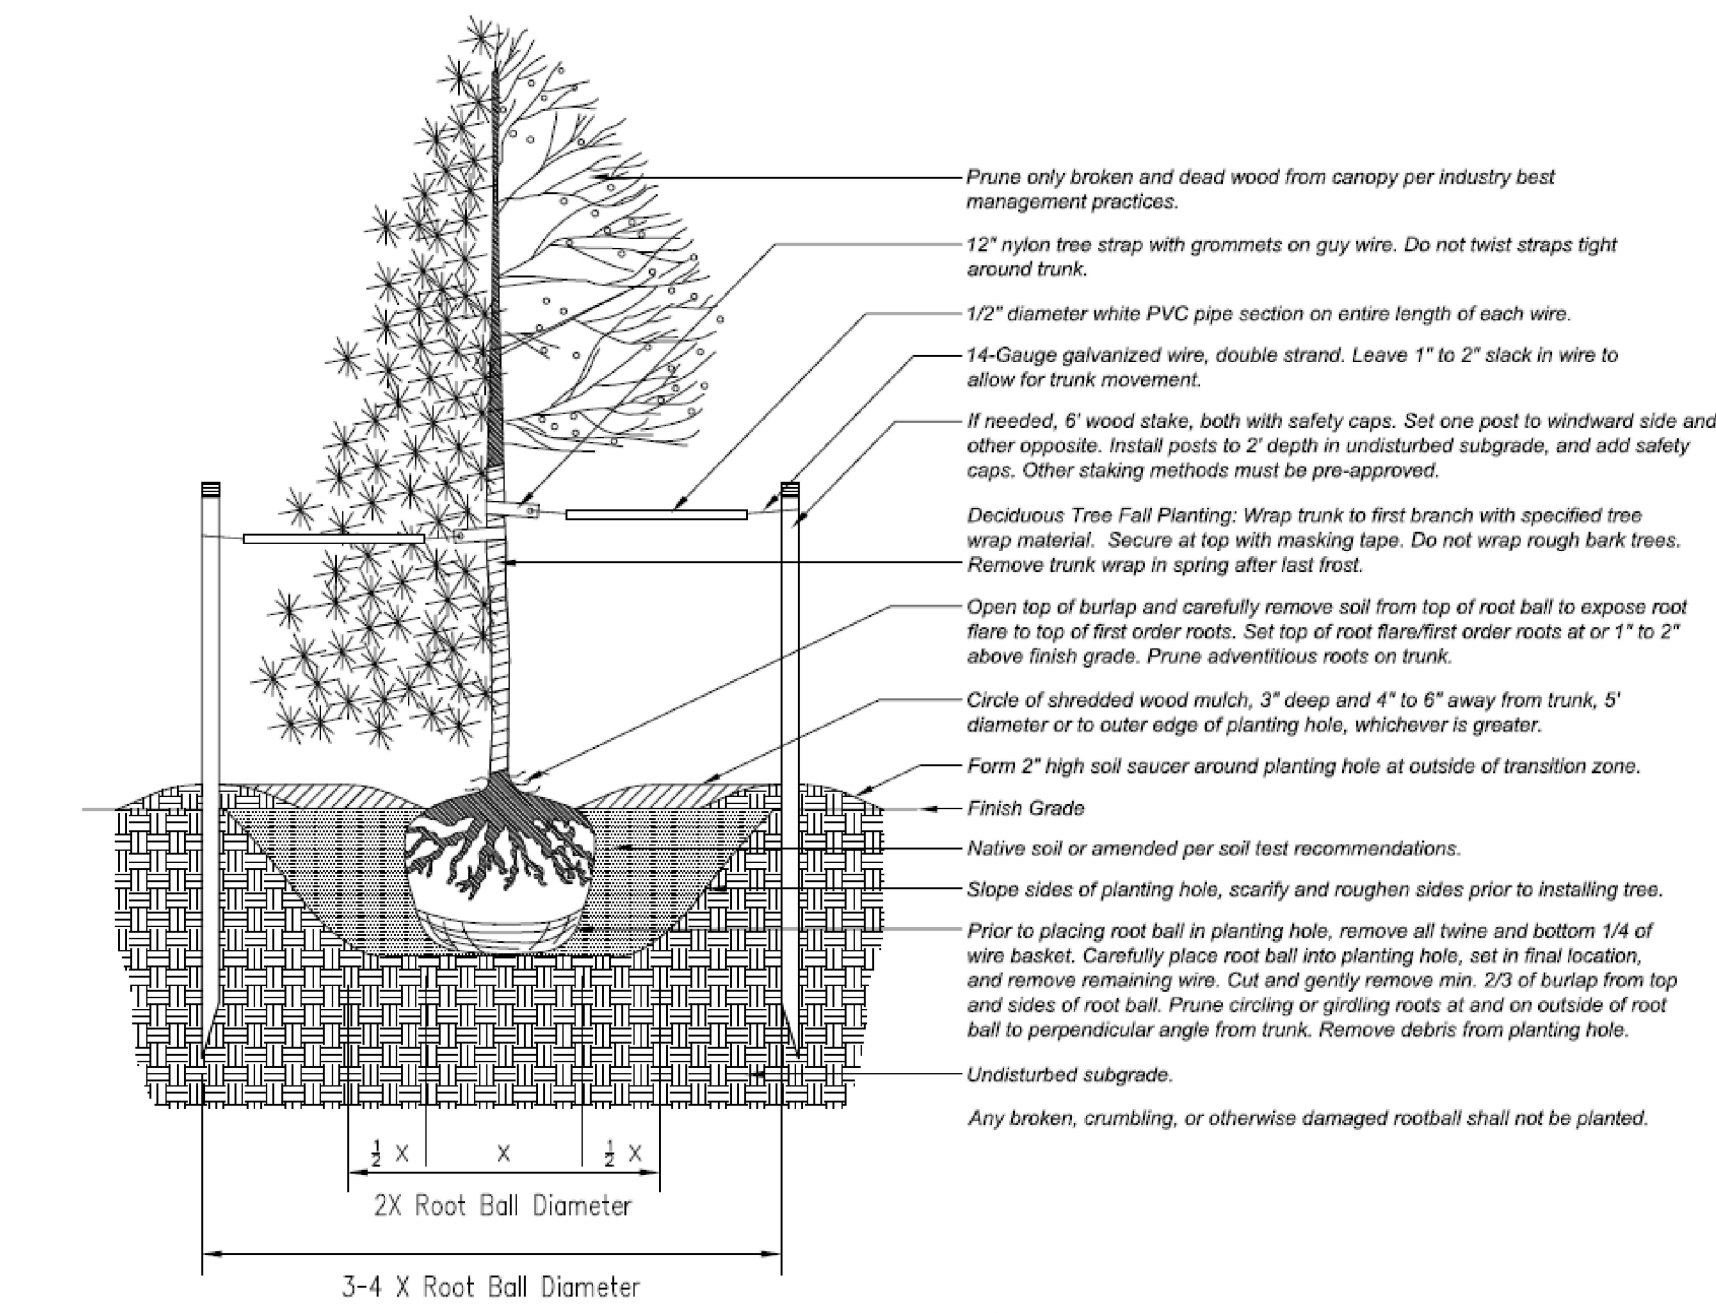 Prune only broken and dead wood from canopy per industry best
management practices.
12" nylon tree strap with grommets on guy wire. Do not twist straps tight
around trunk.
1/2" diameter white PVC pipe section on entire length of each wire.
14-Gauge galvanized wire, double strand. Leave 1" to 2" slack in wire to
allow for trunk movement.
If needed, 6' wood stake, both with safety caps. Set one post to windward side and
other opposite. Install posts to 2' depth in undisturbed subgrade, and add safety
caps. Other staking methods must be pre-approved.
Deciduous Tree Fall Planting: Wrap trunk to first branch with specified tree
wrap material. Secure at top with masking tape. Do not wrap rough bark trees.
Remove trunk wrap in spring after last frost.
Open top of burlap and carefully remove soil from top of root ball to expose root
flare to top of first order roots. Set top of root flare/first order roots at or 1" to 2"
above finish grade. Prune adventitious roots on trunk.
Circle of shredded wood mulch, 3" deep and 4" to 6" away from trunk, 5'
diameter or to outer edge of planting hole, whichever is greater.
Form 2" high soil saucer around planting hole at outside of transition zone.
Finish Grade
Native soil or amended per soil test recommendations.
Slope sides of planting hole, scarify and roughen sides prior to installing tree.
Prior to placing root ball in planting hole, remove all twine and bottom 1/4 of
wire basket. Carefully place root ball into planting hole, set in final location,
and remove remaining wire. Cut and gently remove min. 2/3 of burlap from top
and sides of root ball. Prune circling or girdling roots at and on outside of root
ball to perpendicular angle from trunk. Remove debris from planting hole.
Undisturbed subgrade.
Any broken, crumbling, or otherwise damaged rootball shall not be planted.
1/2 X X 1/2 X
2X Root Ball Diameter
3-4 X Root Ball Diameter